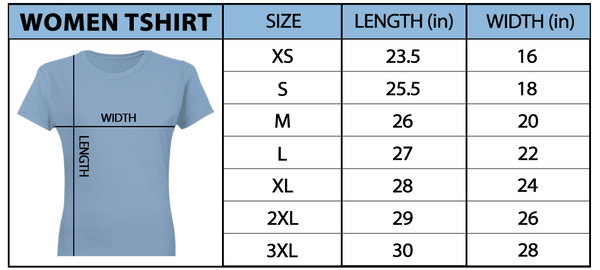 WOMEN TSHIRT SIZE LENGTH (in) WIDTH (in)
XS 23.5 16
S 25.5 18
M 26 20
L 27 22
XL 28 24
2XL 29 26
3XL 30 28
WIDTH
LENGTH